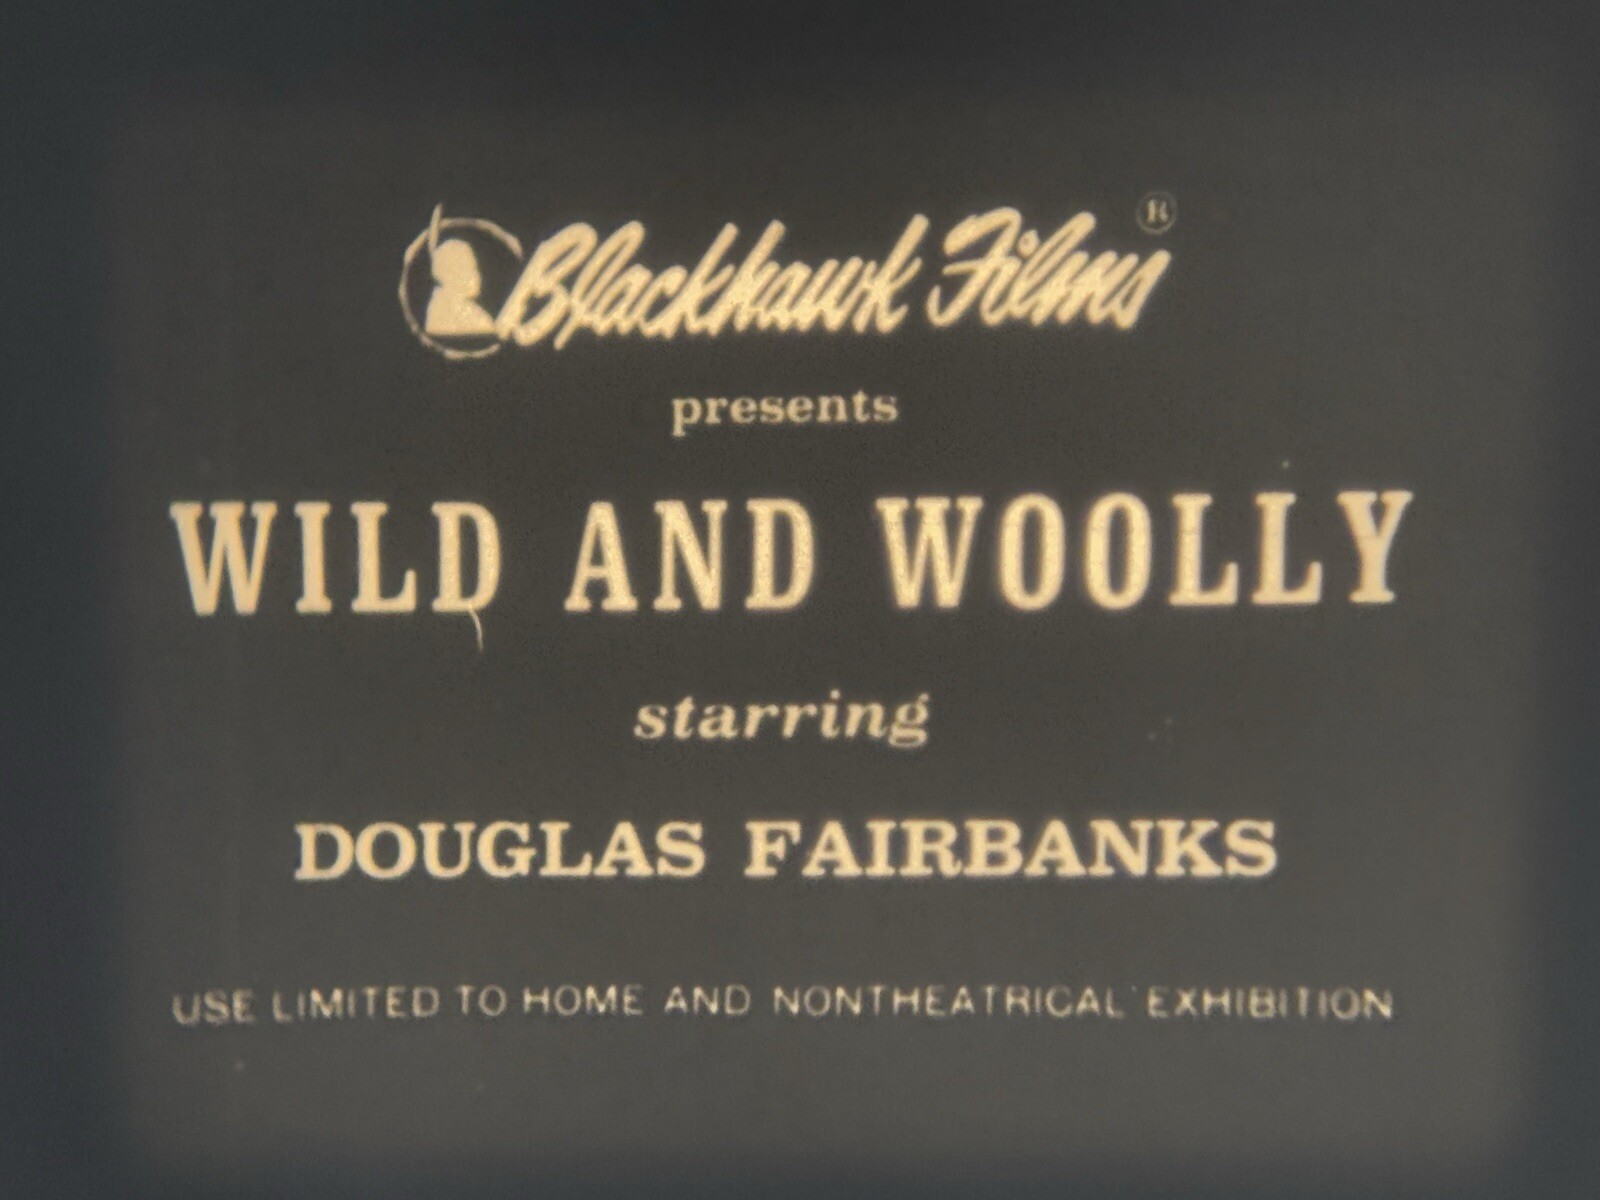 Blackhawk Films ®
presents
WILD AND WOOLLY
starring
DOUGLAS FAIRBANKS
USE LIMITED TO HOME AND NONTHEATRICAL EXHIBITION